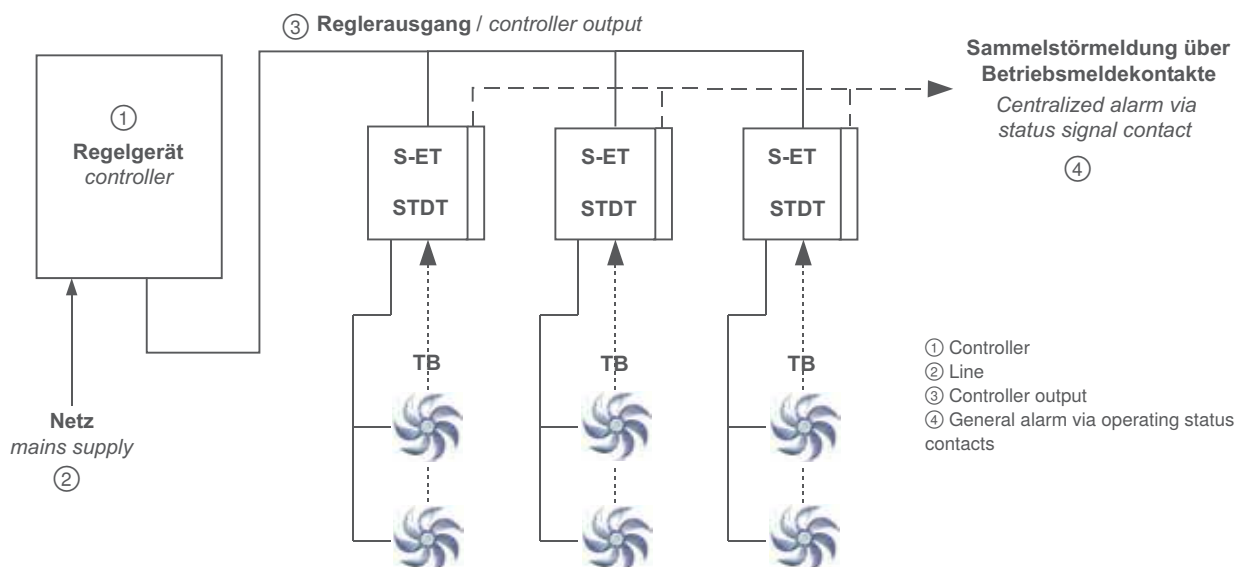 ③ Reglerausgang / controller output
Sammelstörmeldung über
Betriebsmeldekontakte
Centralized alarm via
status signal contact
④
①
Regelgerät
controller
S-ET
STDT
S-ET
STDT
S-ET
STDT
TB
TB
TB
Netz
mains supply
②
① Controller
② Line
③ Controller output
④ General alarm via operating status
contacts